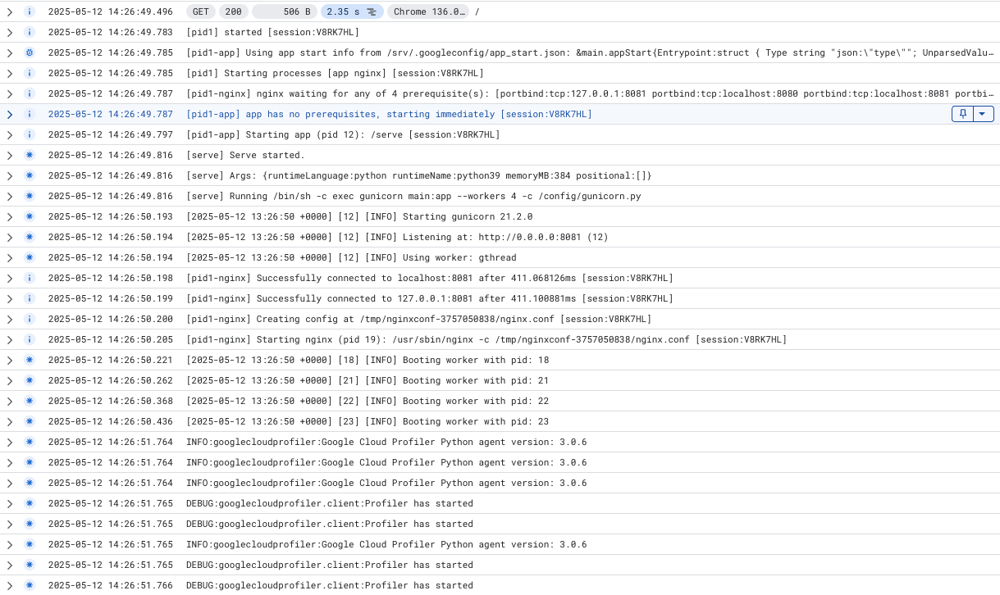 2025-05-12 14:26:49.496 GET 200 506 B 2.35 s Chrome 136.0… /
2025-05-12 14:26:49.783 [pid1] started [session:V8RK7HL]
2025-05-12 14:26:49.785 [pid1-app] Using app start info from /srv/.googleconfig/app_start.json: &main.appStart{Entrypoint:struct { Type string "json:\"type\""; UnparsedValu…
2025-05-12 14:26:49.785 [pid1] Starting processes [app nginx] [session:V8RK7HL]
2025-05-12 14:26:49.787 [pid1-nginx] nginx waiting for any of 4 prerequisite(s): [portbind:tcp:127.0.0.1:8081 portbind:tcp:localhost:8080 portbind:tcp:localhost:8081 portbi…
2025-05-12 14:26:49.787 [pid1-app] app has no prerequisites, starting immediately [session:V8RK7HL]
2025-05-12 14:26:49.797 [pid1-app] Starting app (pid 12): /serve [session:V8RK7HL]
2025-05-12 14:26:49.816 [serve] Serve started.
2025-05-12 14:26:49.816 [serve] Args: {runtimeLanguage:python runtimeName:python39 memoryMB:384 positional:[]}
2025-05-12 14:26:49.816 [serve] Running /bin/sh -c exec gunicorn main:app --workers 4 -c /config/gunicorn.py
2025-05-12 14:26:50.193 [2025-05-12 13:26:50 +0000] [12] [INFO] Starting gunicorn 21.2.0
2025-05-12 14:26:50.194 [2025-05-12 13:26:50 +0000] [12] [INFO] Listening at: http://0.0.0.0:8081 (12)
2025-05-12 14:26:50.194 [2025-05-12 13:26:50 +0000] [12] [INFO] Using worker: gthread
2025-05-12 14:26:50.198 [pid1-nginx] Successfully connected to localhost:8081 after 411.068126ms [session:V8RK7HL]
2025-05-12 14:26:50.199 [pid1-nginx] Successfully connected to 127.0.0.1:8081 after 411.100881ms [session:V8RK7HL]
2025-05-12 14:26:50.200 [pid1-nginx] Creating config at /tmp/nginxconf-3757050838/nginx.conf [session:V8RK7HL]
2025-05-12 14:26:50.205 [pid1-nginx] Starting nginx (pid 19): /usr/sbin/nginx -c /tmp/nginxconf-3757050838/nginx.conf [session:V8RK7HL]
2025-05-12 14:26:50.221 [2025-05-12 13:26:50 +0000] [18] [INFO] Booting worker with pid: 18
2025-05-12 14:26:50.262 [2025-05-12 13:26:50 +0000] [21] [INFO] Booting worker with pid: 21
2025-05-12 14:26:50.368 [2025-05-12 13:26:50 +0000] [22] [INFO] Booting worker with pid: 22
2025-05-12 14:26:50.436 [2025-05-12 13:26:50 +0000] [23] [INFO] Booting worker with pid: 23
2025-05-12 14:26:51.764 INFO:googlecloudprofiler:Google Cloud Profiler Python agent version: 3.0.6
2025-05-12 14:26:51.764 INFO:googlecloudprofiler:Google Cloud Profiler Python agent version: 3.0.6
2025-05-12 14:26:51.764 INFO:googlecloudprofiler:Google Cloud Profiler Python agent version: 3.0.6
2025-05-12 14:26:51.765 DEBUG:googlecloudprofiler.client:Profiler has started
2025-05-12 14:26:51.765 DEBUG:googlecloudprofiler.client:Profiler has started
2025-05-12 14:26:51.765 INFO:googlecloudprofiler:Google Cloud Profiler Python agent version: 3.0.6
2025-05-12 14:26:51.765 DEBUG:googlecloudprofiler.client:Profiler has started
2025-05-12 14:26:51.766 DEBUG:googlecloudprofiler.client:Profiler has started